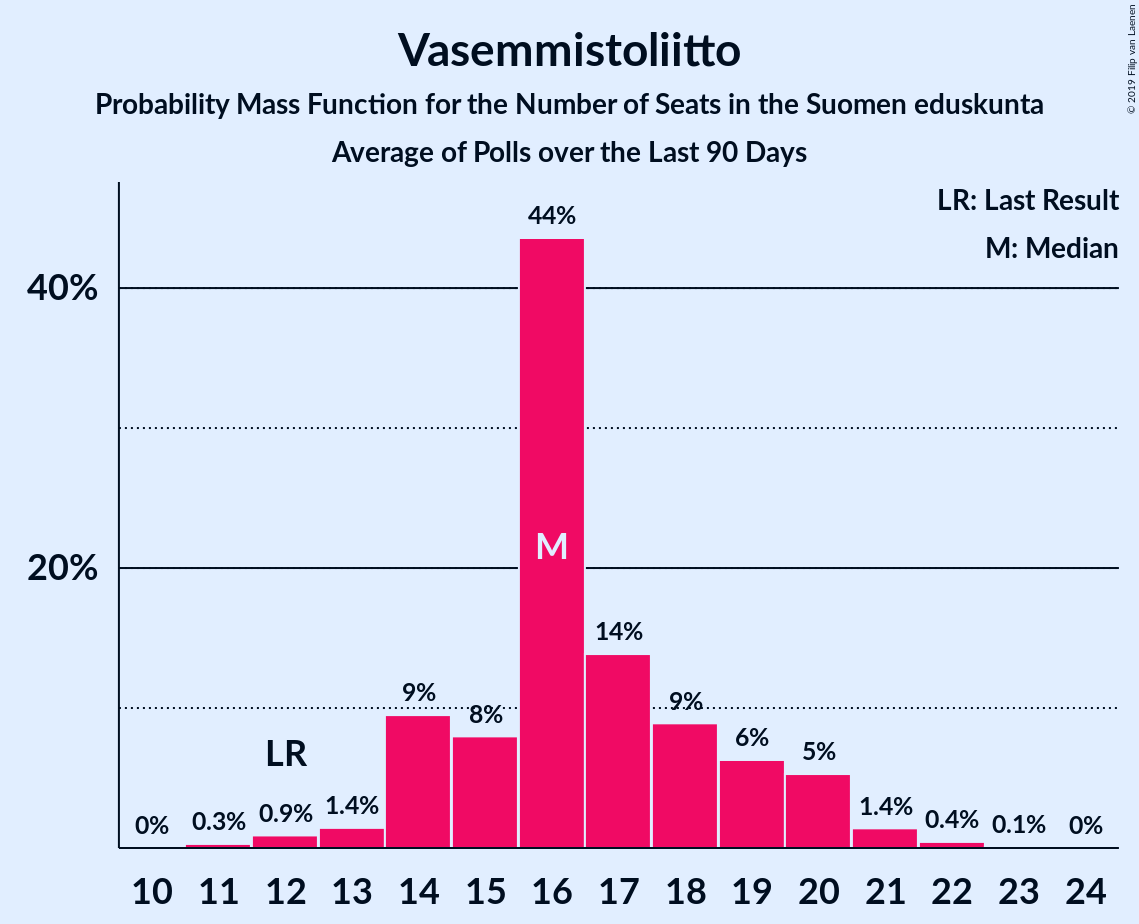 Vasemmistoliitto
Probability Mass Function for the Number of Seats in the Suomen eduskunta
Average of Polls over the Last 90 Days
© 2019 Filip van Laenen
LR: Last Result
M: Median
40%
20%
0%
0.3%
0.9%
1.4%
9%
8%
44%
14%
9%
6%
5%
1.4%
0.4%
0.1%
0%
LR
M
10 11 12 13 14 15 16 17 18 19 20 21 22 23 24